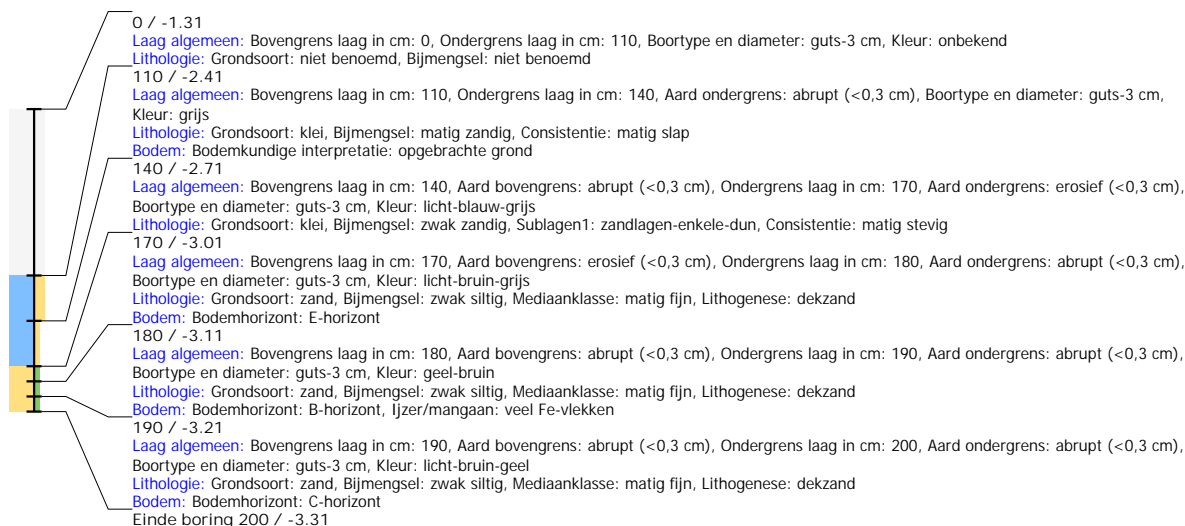 0 / -1.31
Laag algemeen: Bovengrens laag in cm: 0, Ondergrens laag in cm: 110, Boortype en diameter: guts-3 cm, Kleur: onbekend
Lithologie: Grondsoort: niet benoemd, Bijmengsel: niet benoemd
110 / -2.41
Laag algemeen: Bovengrens laag in cm: 110, Ondergrens laag in cm: 140, Aard ondergrens: abrupt (<0,3 cm), Boortype en diameter: guts-3 cm,
Kleur: grijs
Lithologie: Grondsoort: klei, Bijmengsel: matig zandig, Consistentie: matig slap
Bodem: Bodemkundige interpretatie: opgebrachte grond
140 / -2.71
Laag algemeen: Bovengrens laag in cm: 140, Aard bovengrens: abrupt (<0,3 cm), Ondergrens laag in cm: 170, Aard ondergrens: erosief (<0,3 cm),
Boortype en diameter: guts-3 cm, Kleur: licht-blauw-grijs
Lithologie: Grondsoort: klei, Bijmengsel: zwak zandig, Sublagen1: zandlagen-enkele-dun, Consistentie: matig stevig
170 / -3.01
Laag algemeen: Bovengrens laag in cm: 170, Aard bovengrens: erosief (<0,3 cm), Ondergrens laag in cm: 180, Aard ondergrens: abrupt (<0,3 cm),
Boortype en diameter: guts-3 cm, Kleur: licht-bruin-grijs
Lithologie: Grondsoort: zand, Bijmengsel: zwak siltig, Mediaanklasse: matig fijn, Lithogenese: dekzand
Bodem: Bodemhorizont: E-horizont
180 / -3.11
Laag algemeen: Bovengrens laag in cm: 180, Aard bovengrens: abrupt (<0,3 cm), Ondergrens laag in cm: 190, Aard ondergrens: abrupt (<0,3 cm),
Boortype en diameter: guts-3 cm, Kleur: geel-bruin
Lithologie: Grondsoort: zand, Bijmengsel: zwak siltig, Mediaanklasse: matig fijn, Lithogenese: dekzand
Bodem: Bodemhorizont: B-horizont, Ijzer/mangaan: veel Fe-vlekken
190 / -3.21
Laag algemeen: Bovengrens laag in cm: 190, Aard bovengrens: abrupt (<0,3 cm), Ondergrens laag in cm: 200, Aard ondergrens: abrupt (<0,3 cm),
Boortype en diameter: guts-3 cm, Kleur: licht-bruin-geel
Lithologie: Grondsoort: zand, Bijmengsel: zwak siltig, Mediaanklasse: matig fijn, Lithogenese: dekzand
Bodem: Bodemhorizont: C-horizont
Einde boring 200 / -3.31